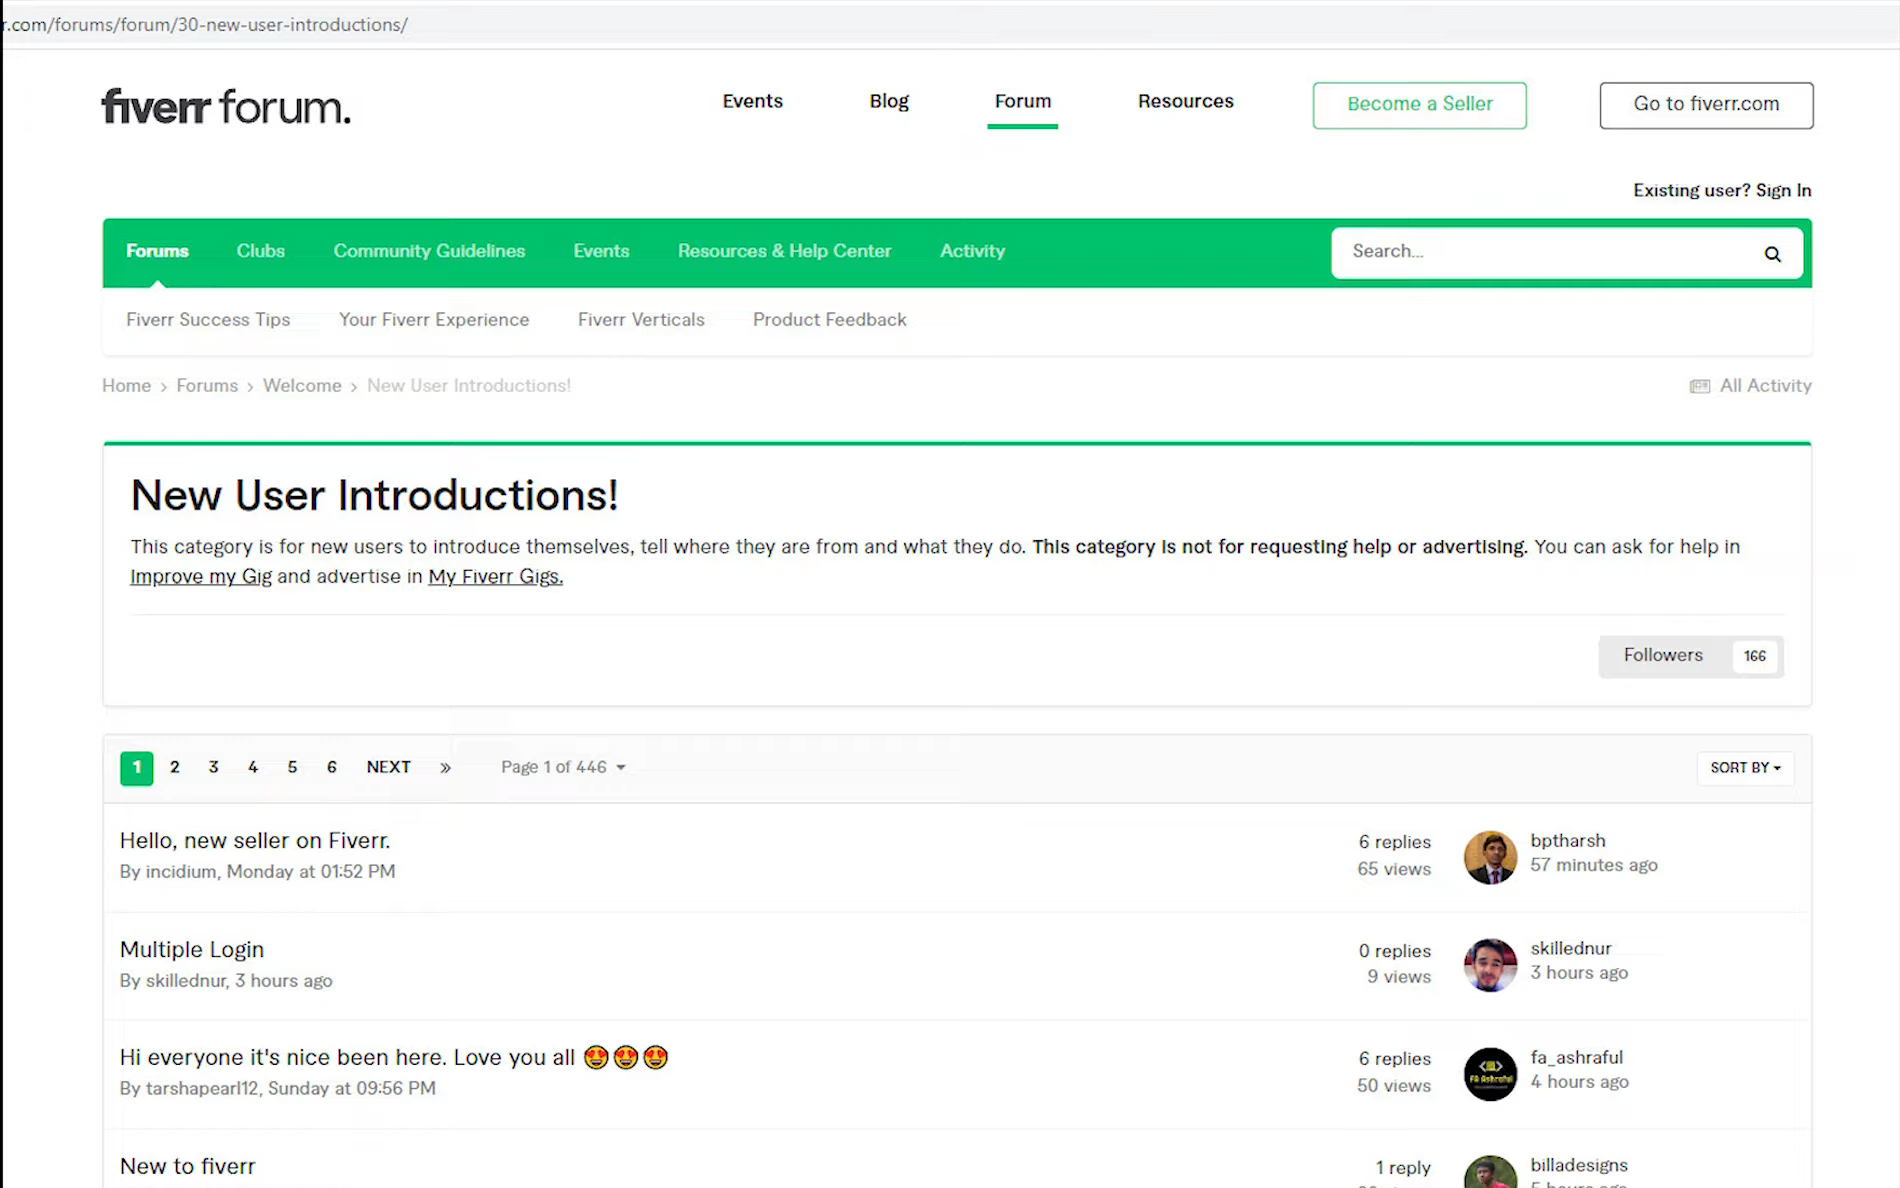 r.com/forums/forum/30-new-user-introductions/
fiverr forum.
Events Blog Forum Resources Become a Seller Go to fiverr.com
Existing user? Sign In
Forums Clubs Community Guidelines Events Resources & Help Center Activity Search...
Fiverr Success Tips Your Fiverr Experience Fiverr Verticals Product Feedback
Home > Forums > Welcome > New User Introductions! All Activity
New User Introductions!
This category is for new users to introduce themselves, tell where they are from and what they do. This category is not for requesting help or advertising. You can ask for help in
Improve my Gig and advertise in My Fiverr Gigs.
Followers 166
1 2 3 4 5 6 NEXT » Page 1 of 446 SORT BY
Hello, new seller on Fiverr.
By incidium, Monday at 01:52 PM
6 replies
65 views
bptharsh
57 minutes ago
Multiple Login
By skillednur, 3 hours ago
0 replies
9 views
skillednur
3 hours ago
Hi everyone it's nice been here. Love you all 😍😍😍
By tarshapearl12, Sunday at 09:56 PM
6 replies
50 views
FA Ashraful
fa_ashraful
4 hours ago
New to fiverr
1 reply
billadesigns